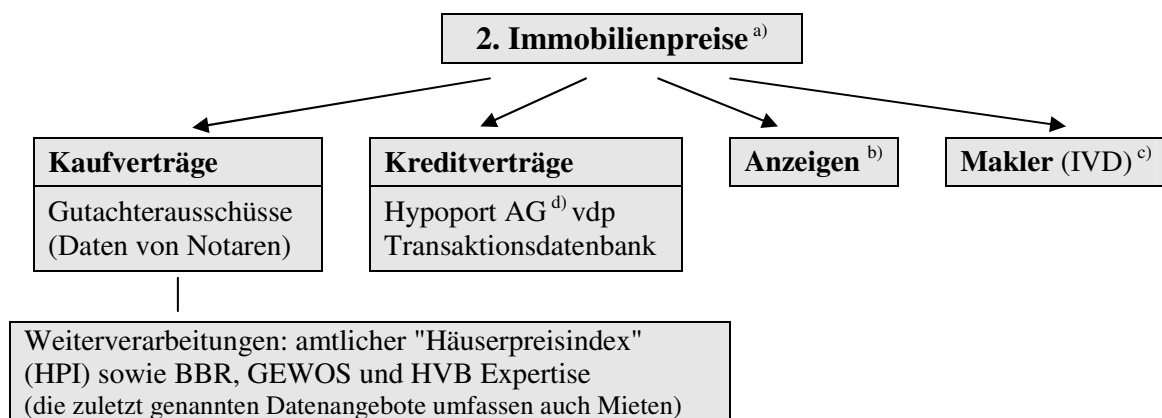 2. Immobilienpreise a)
Kaufverträge
Gutachterausschüsse
(Daten von Notaren)
Kreditverträge
Hypoport AG d) vdp
Transaktionsdatenbank
Anzeigen b)
Makler (IVD) c)
Weiterverarbeitungen: amtlicher "Häuserpreisindex"
(HPI) sowie BBR, GEWOS und HVB Expertise
(die zuletzt genannten Datenangebote umfassen auch Mieten)